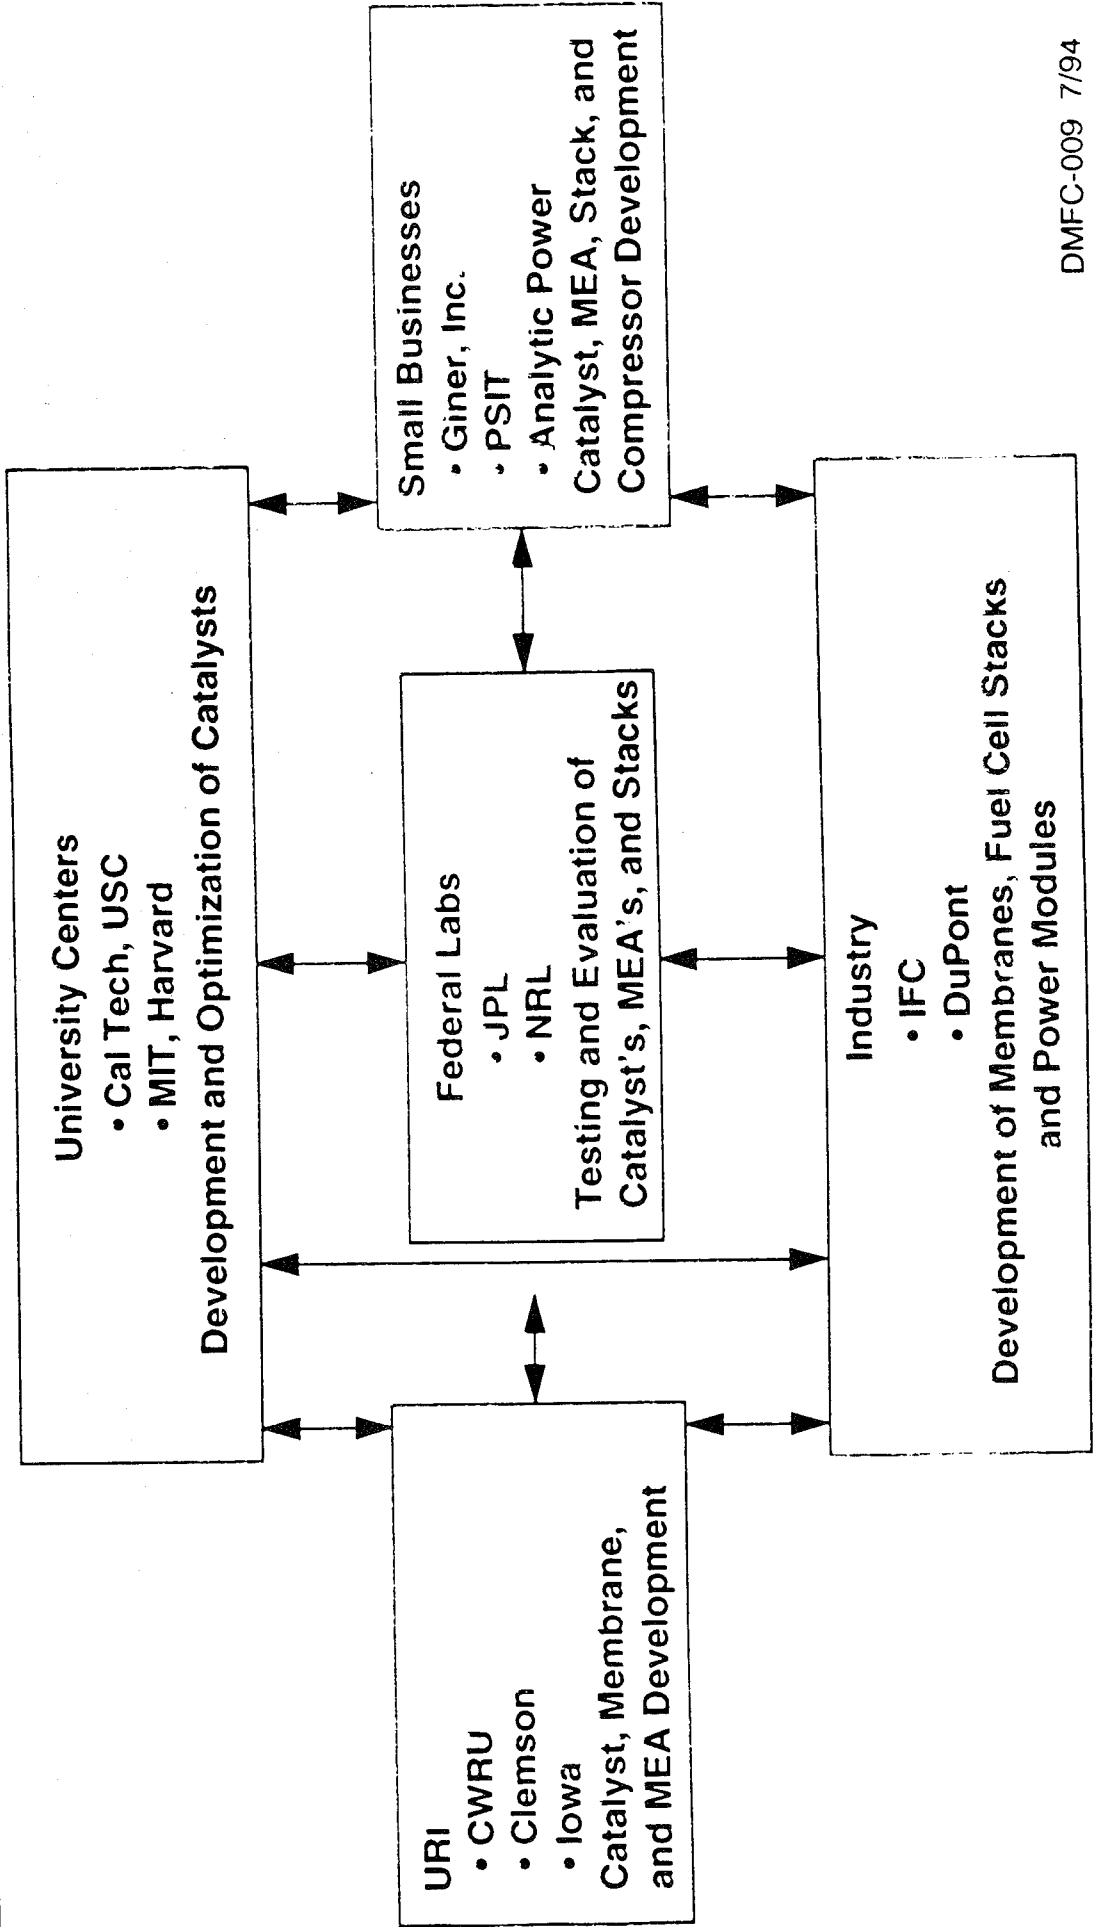 University Centers
• Cal Tech, USC
• MIT, Harvard
Development and Optimization of Catalysts
URI
• CWRU
• Clemson
• Iowa
Catalyst, Membrane,
and MEA Development
Federal Labs
• JPL
• NRL
Testing and Evaluation of
Catalyst's, MEA's, and Stacks
Small Businesses
• Giner, Inc.
• PSIT
• Analytic Power
Catalyst, MEA, Stack, and
Compressor Development
Industry
• IFC
• DuPont
Development of Membranes, Fuel Cell Stacks
and Power Modules
DMFC-009 7/94